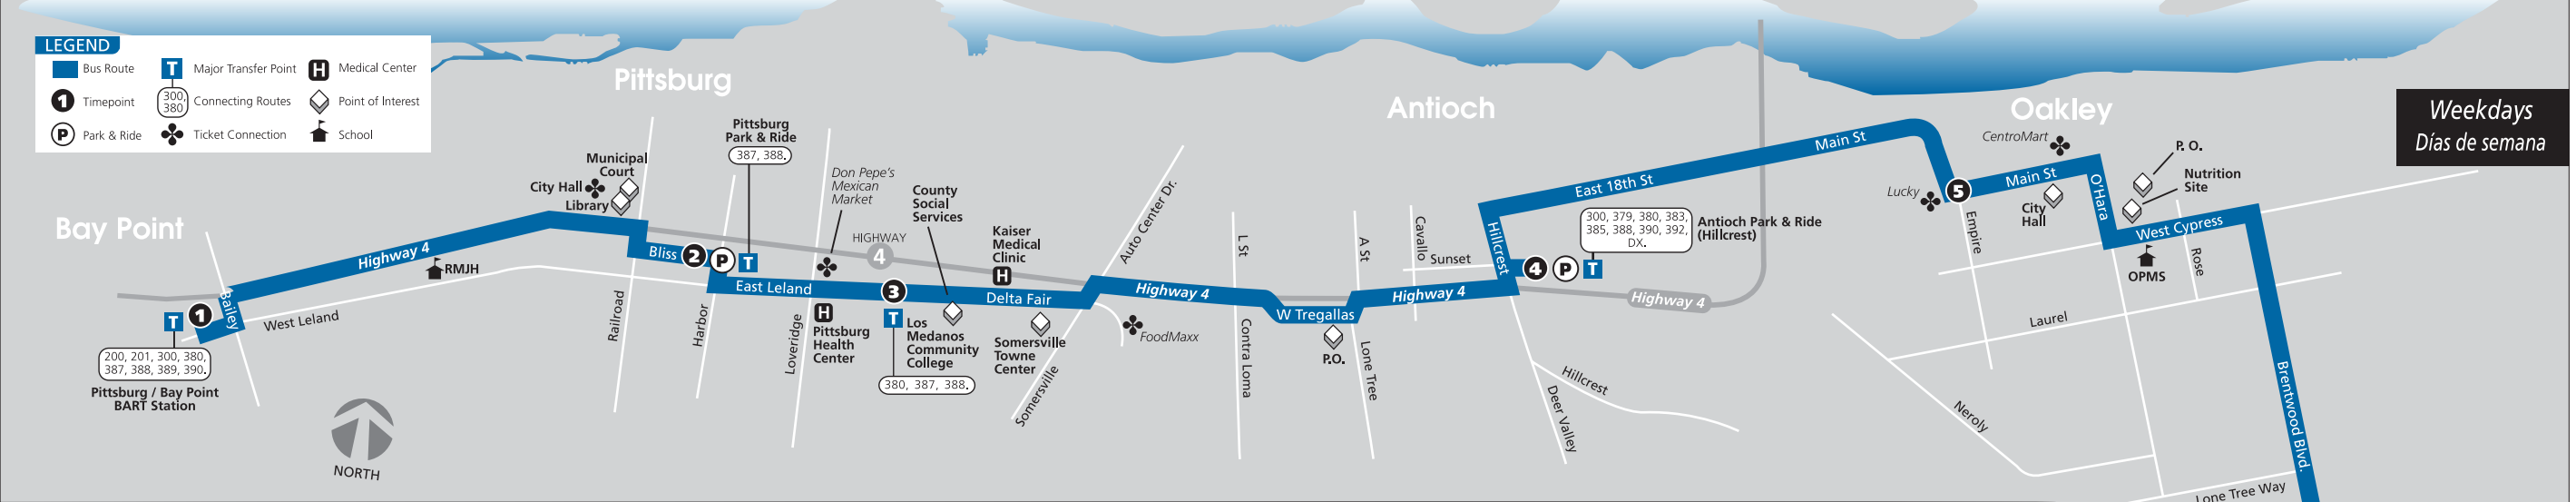 LEGEND
Bus Route
Major Transfer Point
Medical Center
Timepoint
300,
380
Connecting Routes
Point of Interest
Park & Ride
Ticket Connection
School
Pittsburg
Antioch
Oakley
Bay Point
Weekdays
Días de semana
Highway 4
RMJH
Bailey
West Leland
1
T
200, 201, 300, 380,
387, 388, 389, 390.
Pittsburg / Bay Point
BART Station
NORTH
Municipal
Court
City Hall
Library
Railroad
Bliss
2
P
T
Pittsburg
Park & Ride
387, 388.
Harbor
East Leland
Loveridge
Don Pepe's
Mexican
Market
HIGHWAY
4
H
Pittsburg
Health
Center
3
T
Los
Medanos
Community
College
380, 387, 388.
County
Social
Services
Kaiser
Medical
Clinic
H
Delta Fair
Somersville
Towne
Center
Somersville
Auto Center Dr.
FoodMaxx
Highway 4
L St
Contra Loma
W Tregallas
P.O.
A St
Lone Tree
Cavallo
Sunset
Highway 4
Hillcrest
4
P
T
300, 379, 380, 383,
385, 388, 390, 392,
DX.
Antioch Park & Ride
(Hillcrest)
Highway 4
Hillcrest
Deer Valley
East 18th St
Main St
CentroMart
Lucky
5
Empire
Main St
City
Hall
O'Hara
P. O.
Nutrition
Site
West Cypress
OPMS
Rose
Laurel
Neroly
Brentwood Blvd.
Lone Tree Way